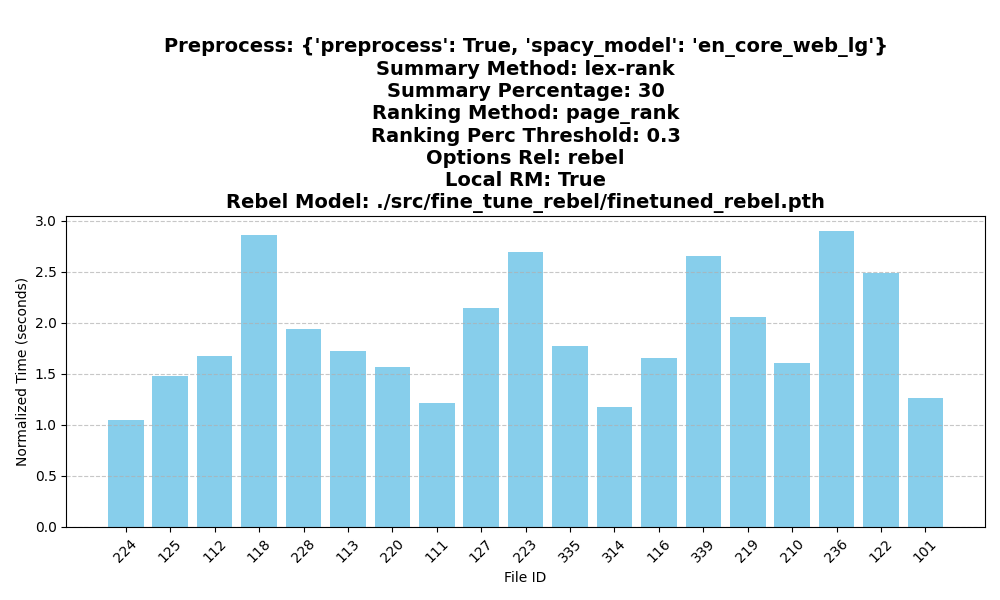 Preprocess: {'preprocess': True, 'spacy_model': 'en_core_web_lg'}
Summary Method: lex-rank
Summary Percentage: 30
Ranking Method: page_rank
Ranking Perc Threshold: 0.3
Options Rel: rebel
Local RM: True
Rebel Model: ./src/fine_tune_rebel/finetuned_rebel.pth
Normalized Time (seconds)
3.0
2.5
2.0
1.5
1.0
0.5
0.0
224 125 112 118 228 113 220 111 127 223 335 314 116 339 219 210 236 122 101
File ID